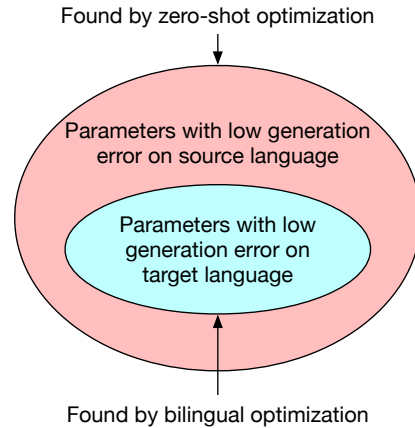 Found by zero-shot optimization
Parameters with low generation
error on source language
Parameters with low
generation error on
target language
Found by bilingual optimization